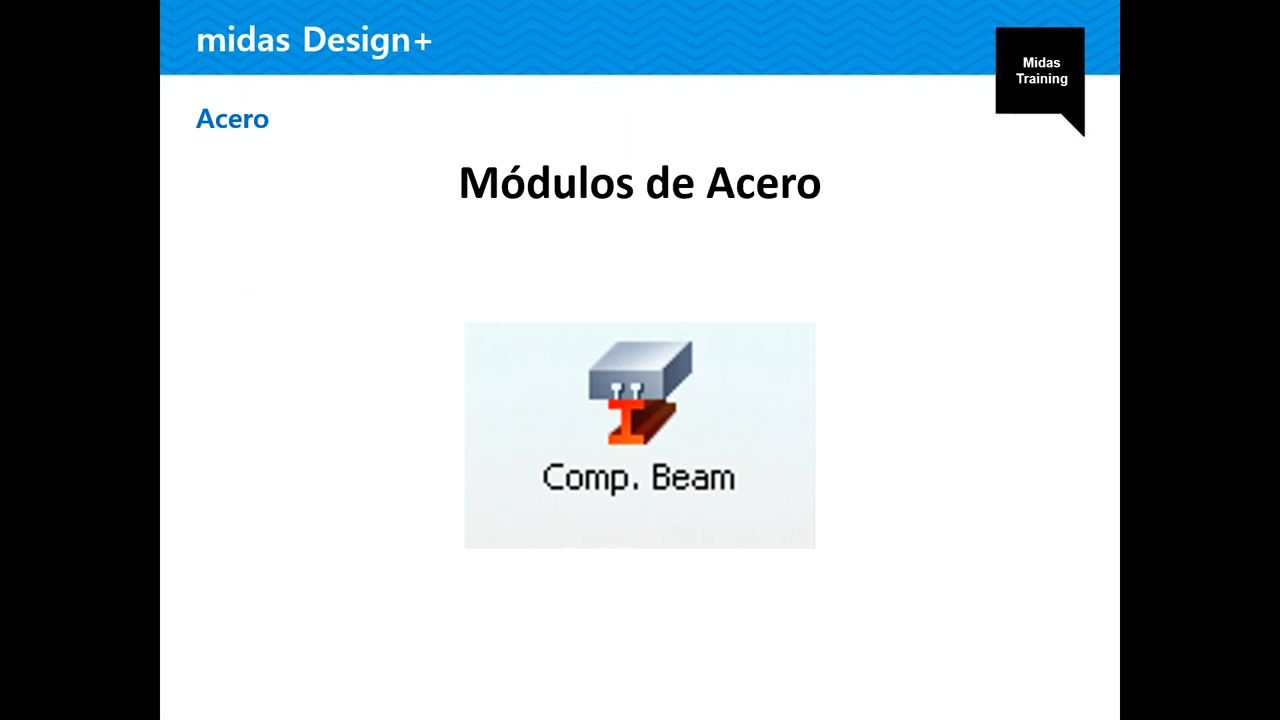 midas Design+
Midas
Training
Acero
Módulos de Acero
Comp. Beam